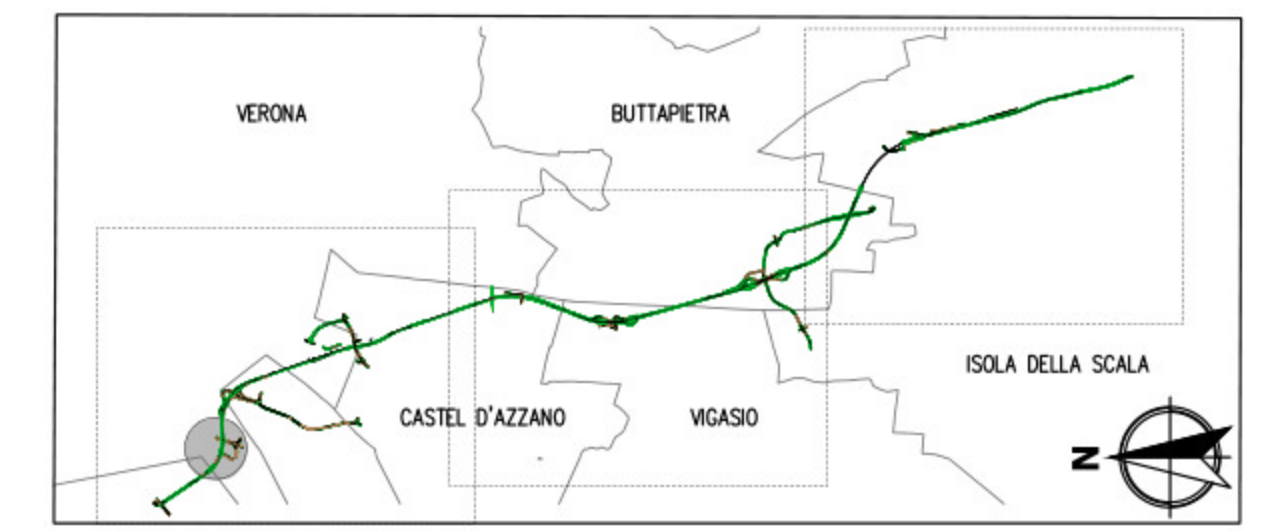 VERONA
BUTTAPIETRA
ISOLA DELLA SCALA
CASTEL D'AZZANO
VIGASIO
N